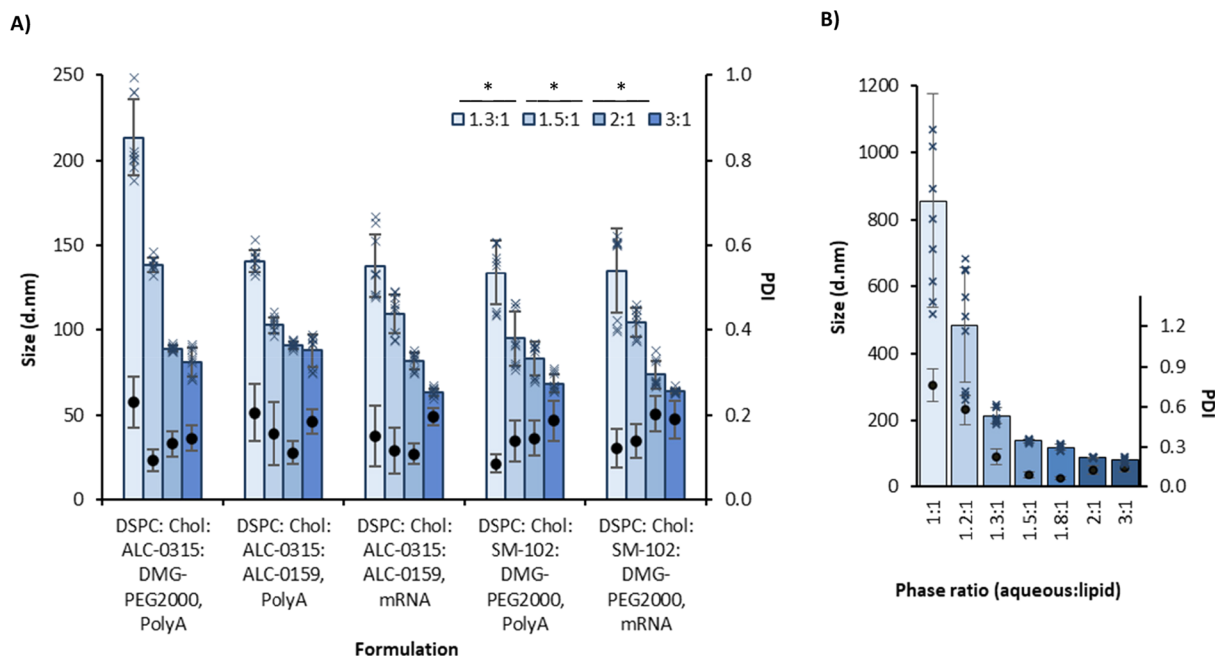 A)
B)
250
200
150
100
50
0
Size (d.nm)
* * *
1.3:1 1.5:1 2:1 3:1
1.0
0.8
0.6
0.4
0.2
0.0
PDI
DSPC: Chol:
ALC-0315:
DMG-
PEG2000,
PolyA
DSPC: Chol:
ALC-0315:
ALC-0159,
PolyA
DSPC: Chol:
ALC-0315:
ALC-0159,
mRNA
DSPC: Chol:
SM-102:
DMG-
PEG2000,
PolyA
DSPC: Chol:
SM-102:
DMG-
PEG2000,
mRNA
Formulation
1200
1000
800
600
400
200
0
Size (d.nm)
1.2
0.9
0.6
0.3
0.0
PDI
1:1
1.2:1
1.3:1
1.5:1
1.8:1
2:1
3:1
Phase ratio (aqueous:lipid)